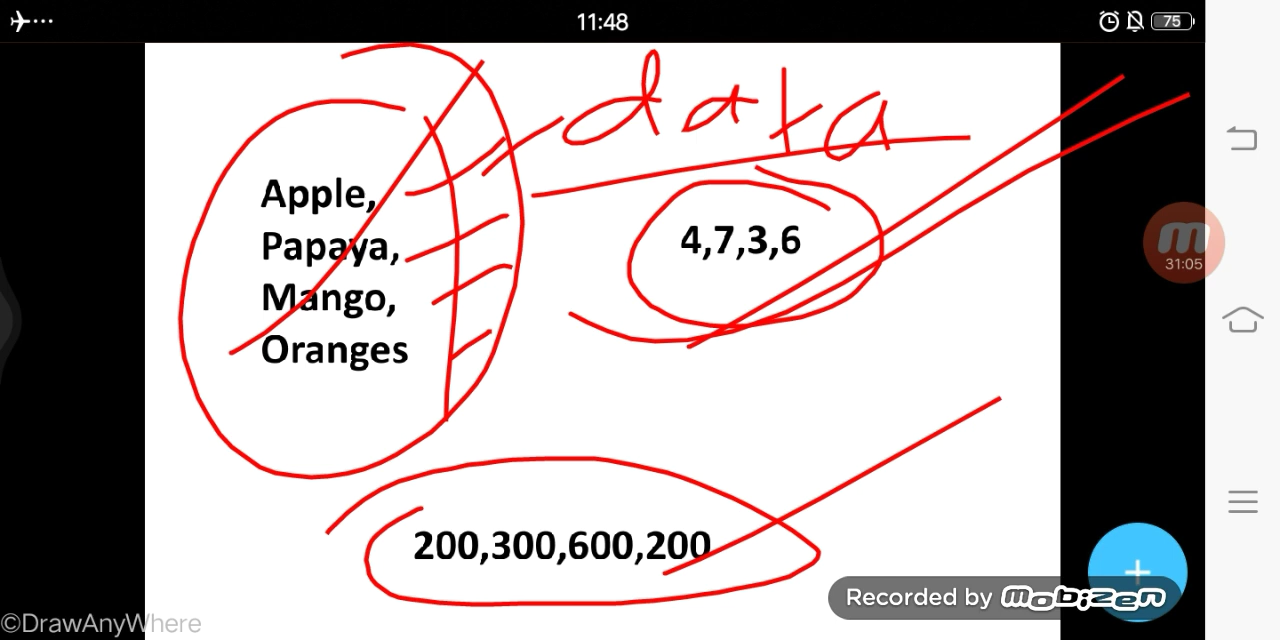 11:48
75
data
Apple,
Papaya,
Mango,
Oranges
4,7,3,6
31:05
200,300,600,200
Recorded by mobizen
©DrawAnyWhere